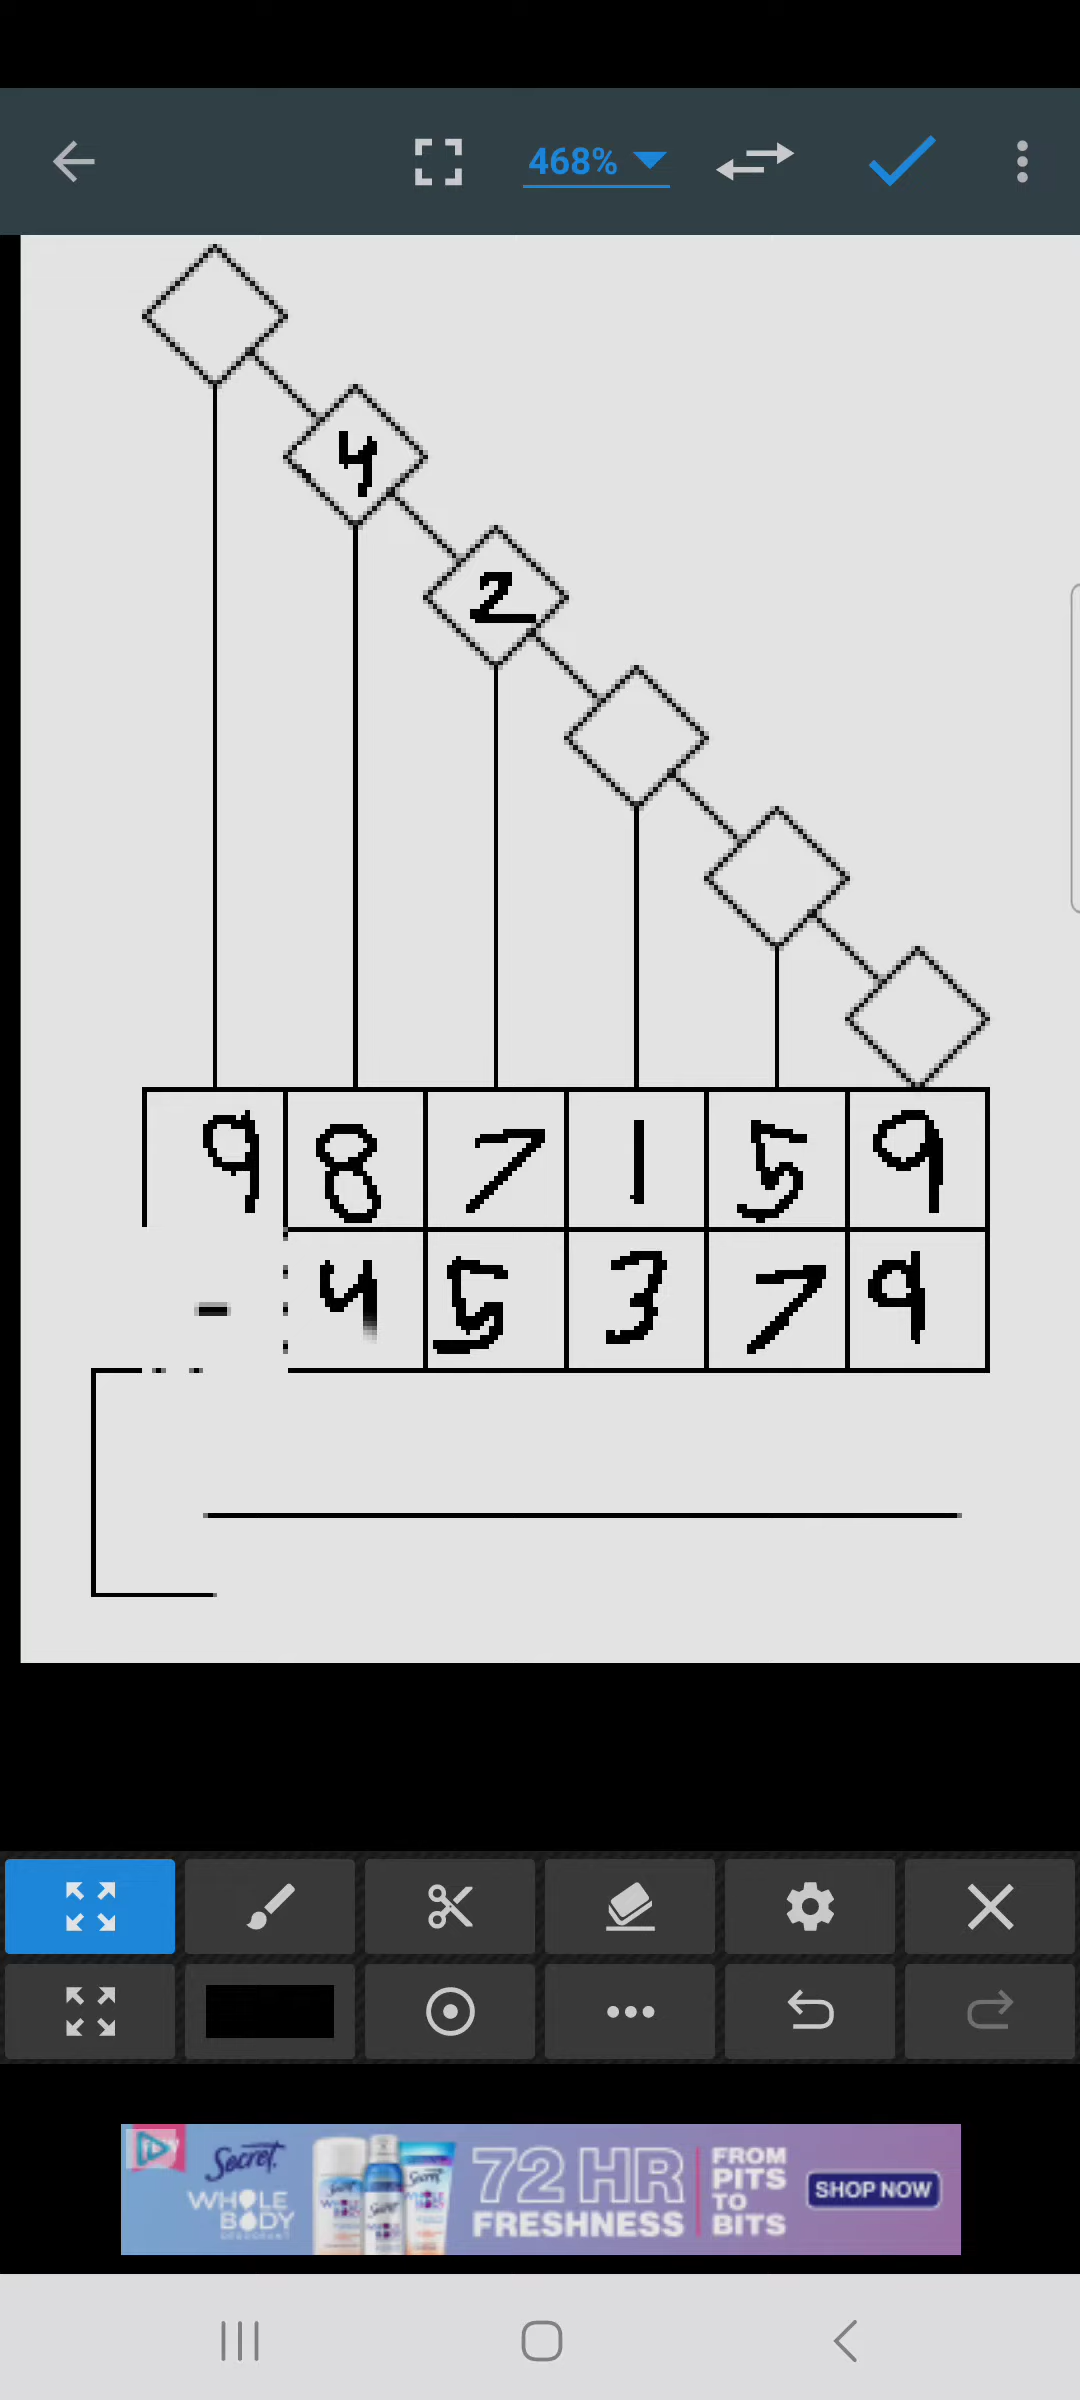 468%
4
2
9 8 7 1 5 9
- 4 5 3 7 9
Secret.
WHOLE
BODY
DEODORANT
72 HR
FRESHNESS
FROM
PITS
TO
BITS
SHOP NOW